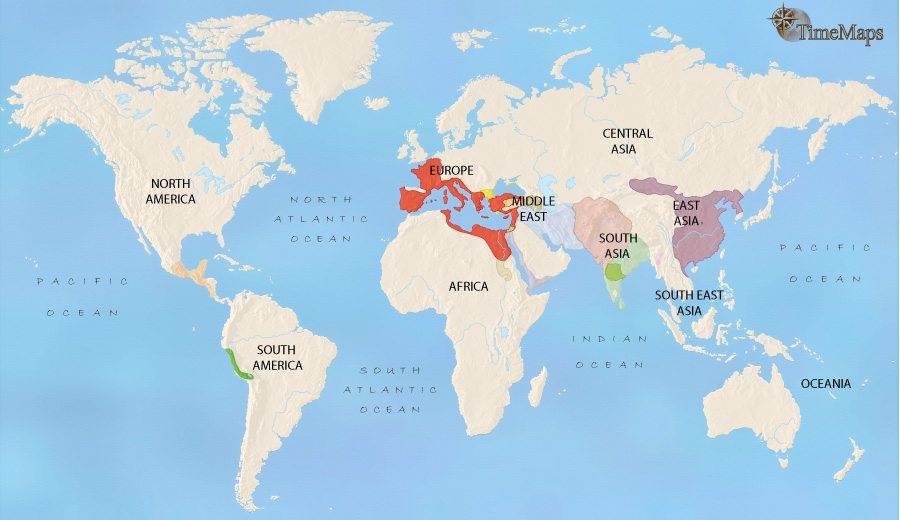 TimeMaps
CENTRAL
ASIA
EUROPE
NORTH
AMERICA
NORTH
ATLANTIC
OCEAN
MIDDLE
EAST
EAST
ASIA
SOUTH
ASIA
PACIFIC
OCEAN
PACIFIC
OCEAN
AFRICA
SOUTH EAST
ASIA
INDIAN
OCEAN
SOUTH
AMERICA
SOUTH
ATLANTIC
OCEAN
OCEANIA